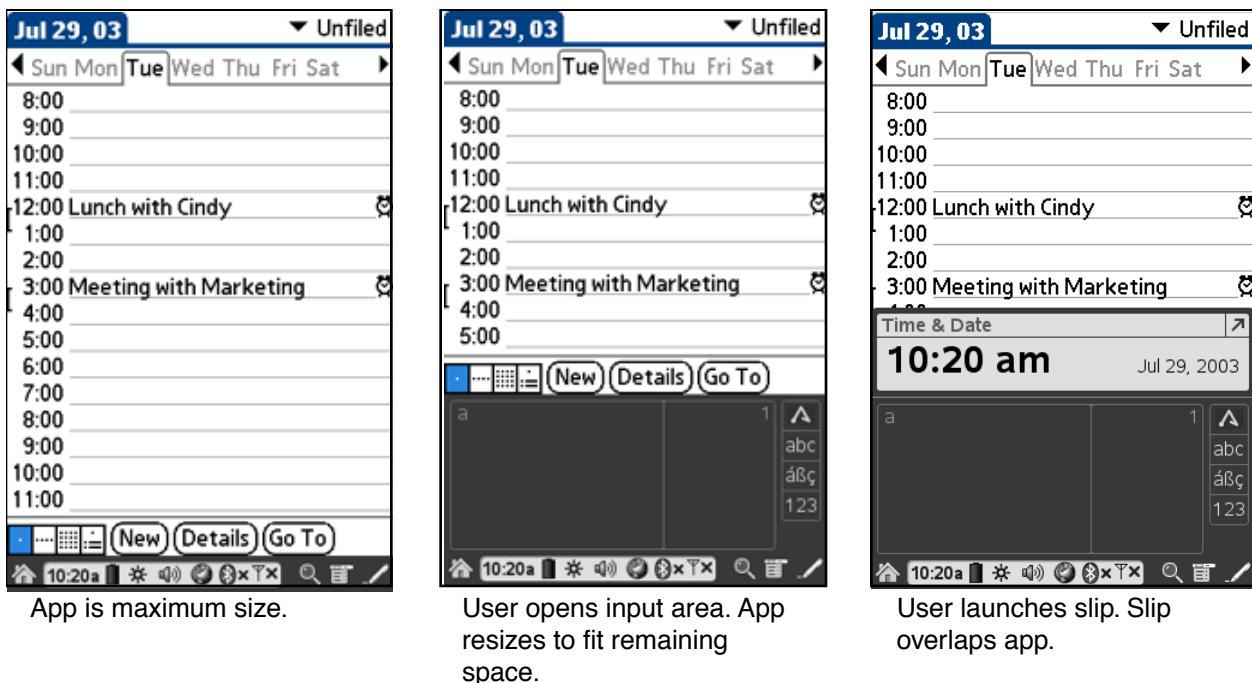 Jul 29, 03 Unfiled
Sun Mon Tue Wed Thu Fri Sat
8:00
9:00
10:00
11:00
12:00 Lunch with Cindy
1:00
2:00
3:00 Meeting with Marketing
4:00
5:00
6:00
7:00
8:00
9:00
10:00
11:00
New Details Go To
10:20a
App is maximum size.
Jul 29, 03 Unfiled
Sun Mon Tue Wed Thu Fri Sat
8:00
9:00
10:00
11:00
12:00 Lunch with Cindy
1:00
2:00
3:00 Meeting with Marketing
4:00
5:00
New Details Go To
a 1
abc
áßç
123
10:20a
User opens input area. App
resizes to fit remaining
space.
Jul 29, 03 Unfiled
Sun Mon Tue Wed Thu Fri Sat
8:00
9:00
10:00
11:00
12:00 Lunch with Cindy
1:00
2:00
3:00 Meeting with Marketing
Time & Date
10:20 am Jul 29, 2003
a 1
abc
áßç
123
10:20a
User launches slip. Slip
overlaps app.